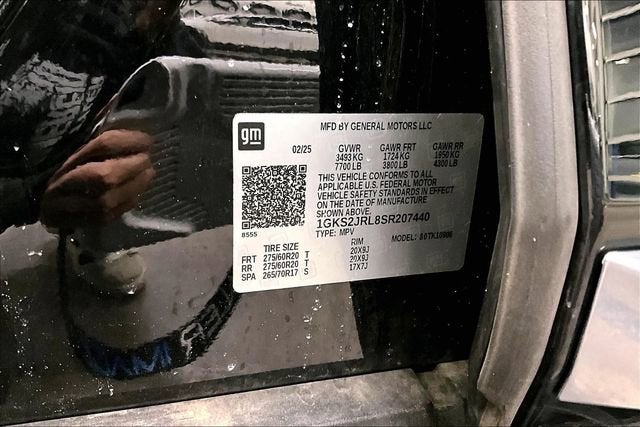 gm
MFD BY GENERAL MOTORS LLC
02/25 GVWR GAWR FRT GAWR RR
3493 KG 1724 KG 1950 KG
7700 LB 3800 LB 4300 LB
THIS VEHICLE CONFORMS TO ALL
APPLICABLE U.S. FEDERAL MOTOR
VEHICLE SAFETY STANDARDS IN EFFECT
ON THE DATE OF MANUFACTURE
SHOWN ABOVE.
8555
1GKS2JRL8SR207440
TYPE: MPV MODEL:
TIRE SIZE RIM
FRT 275/60R20 T 20X9J
RR 275/60R20 T 20X9J
SPA 265/70R17 S 17X7J